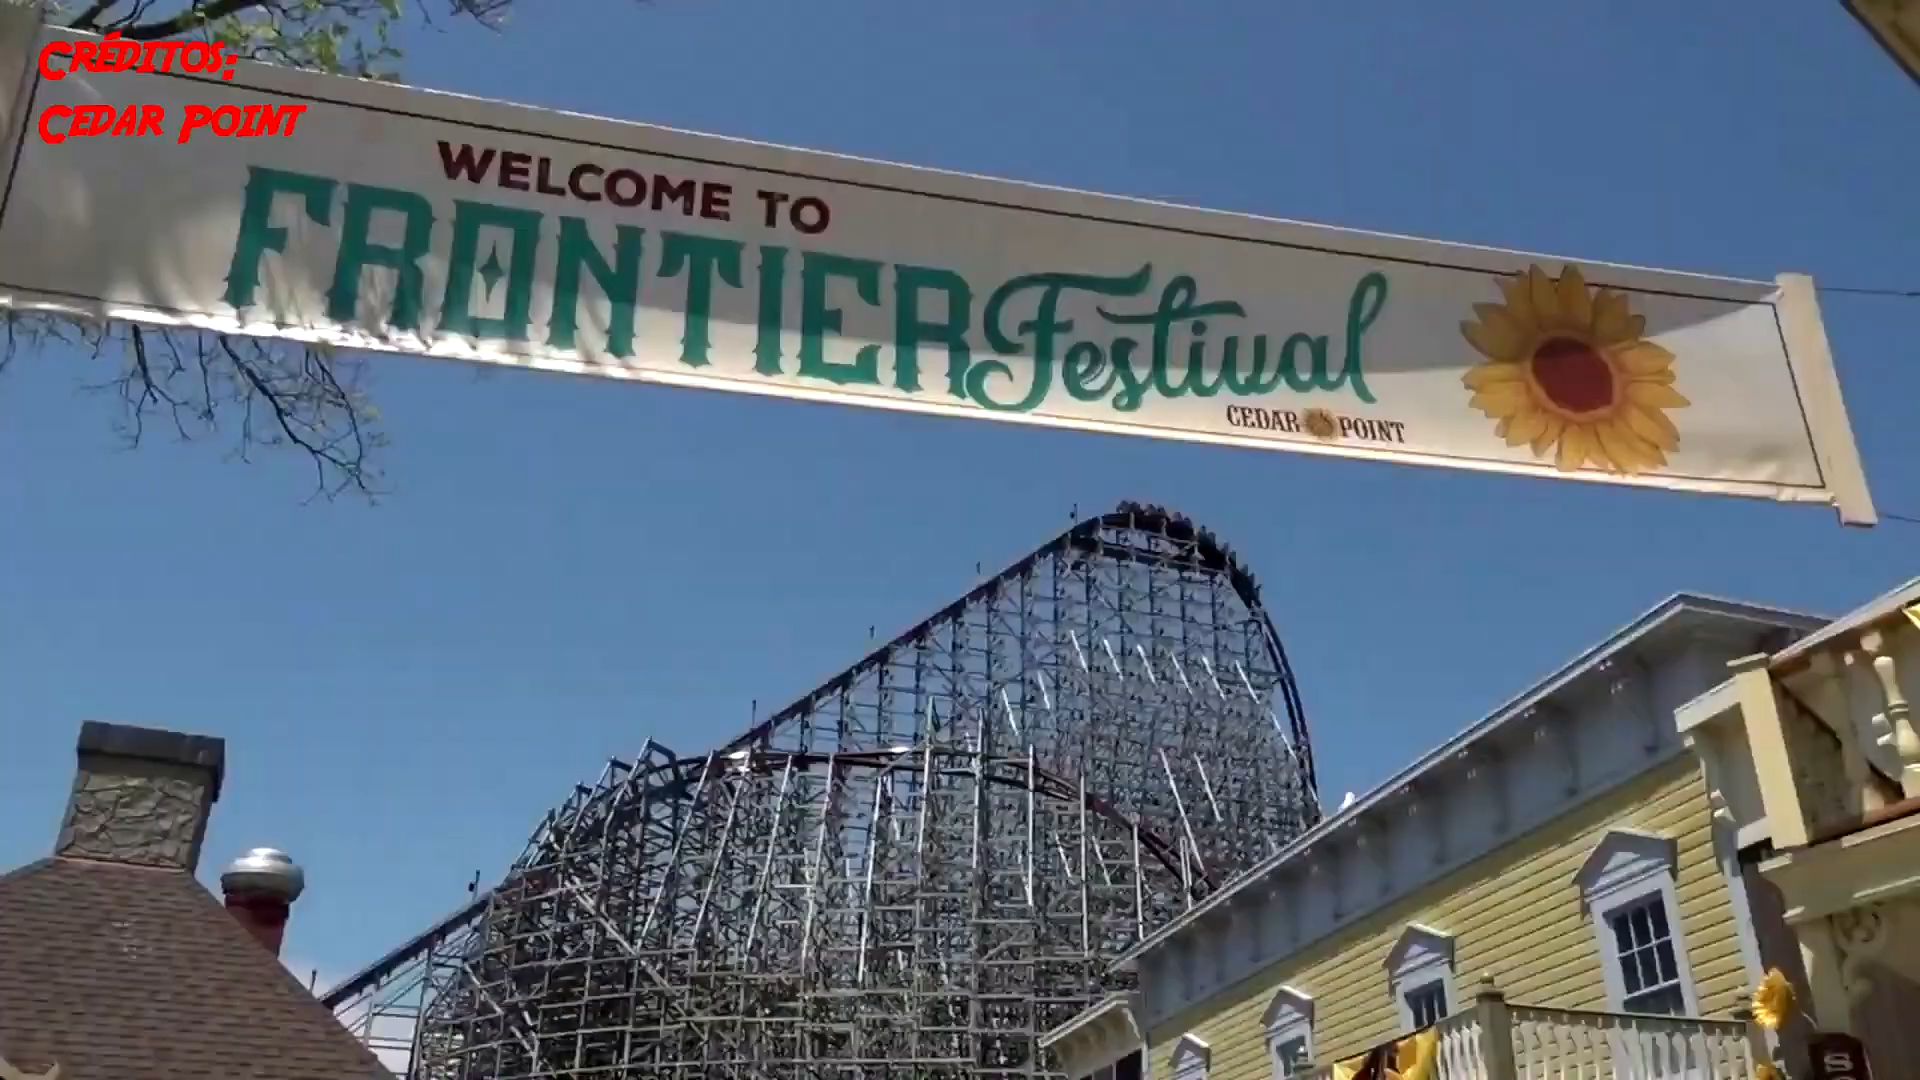 CRÉDITOS:
CEDAR POINT
WELCOME TO
FRONTIER Festival
CEDAR POINT
S